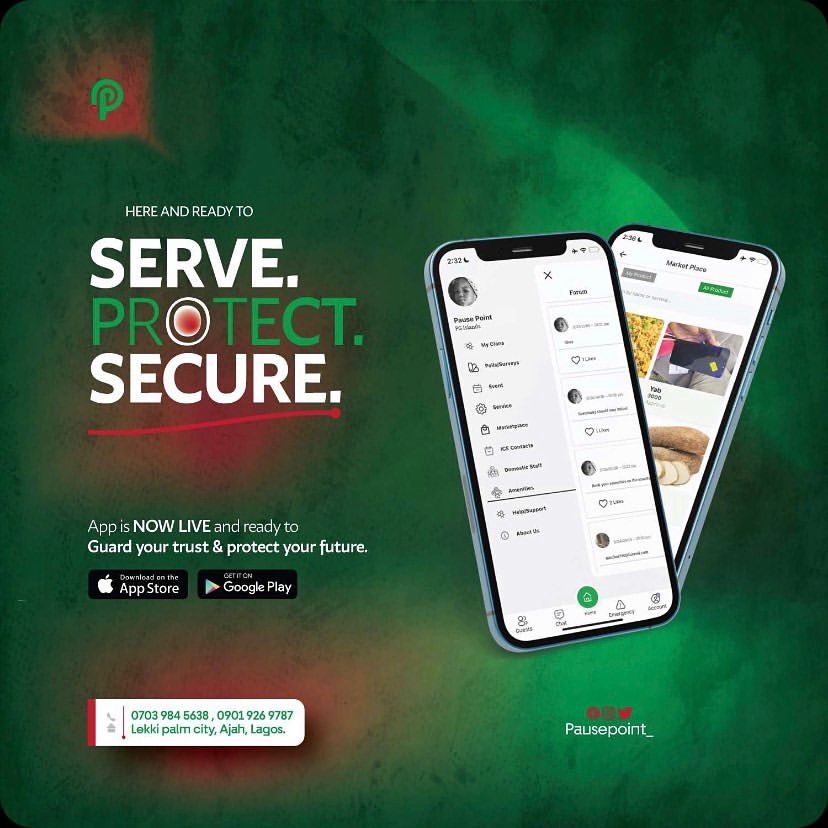 HERE AND READY TO
SERVE.
PROTECT.
SECURE.
App is NOW LIVE and ready to
Guard your trust & protect your future.
Download on the
App Store
GET IT ON
Google Play
0703 984 5638 , 0901 926 9787
Lekki palm city, Ajah, Lagos.
2:32
Pause Point
My Clans
Polls/Surveys
Event
Service
Marketplace
ICE Contacts
Domestic Staff
Amenities
Help/Support
About Us
Forum
1 Likes
1 Likes
2 Likes
Guests
Chat
Home
Emergency
Account
2:36
Market Place
My Product
All Product
Yab
Pausepoint_